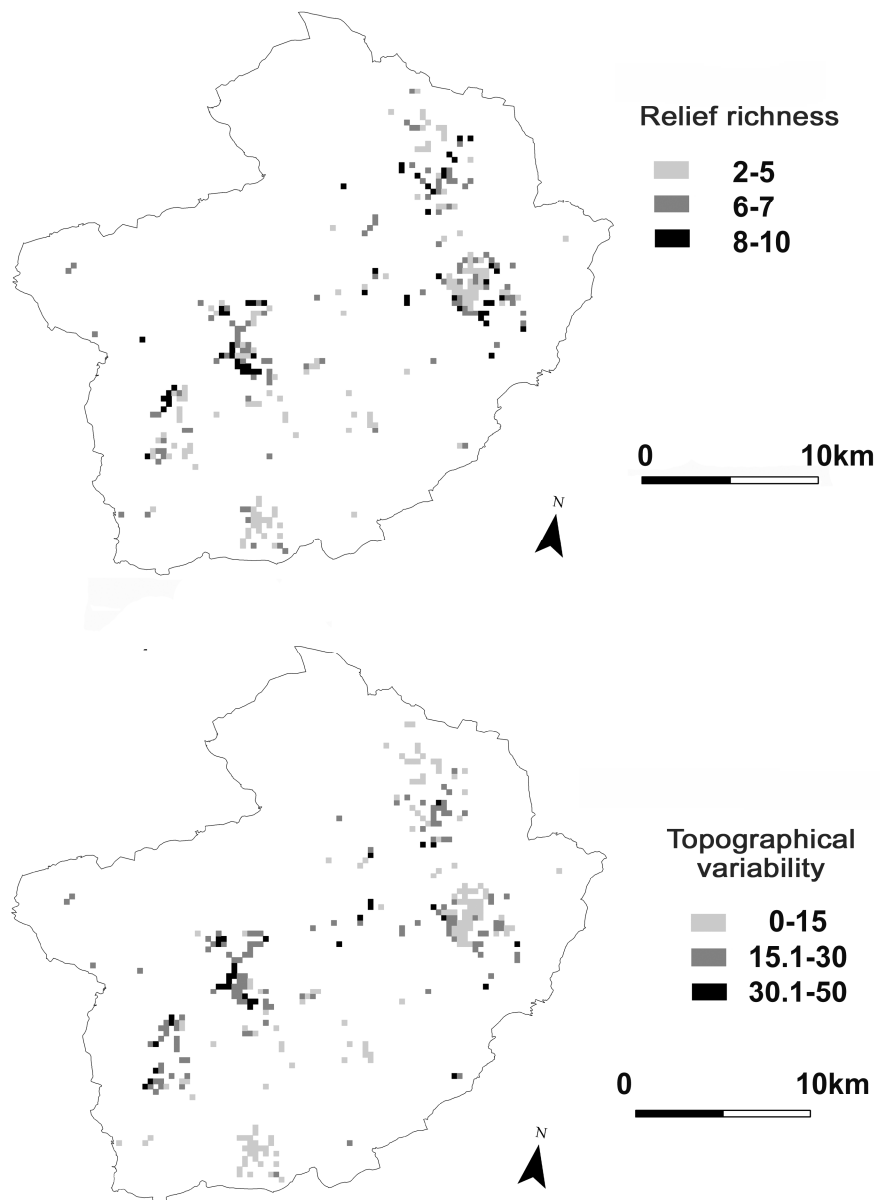 Relief richness
2-5
6-7
8-10
0 10km
N
Topographical
variability
0-15
15.1-30
30.1-50
0 10km
N